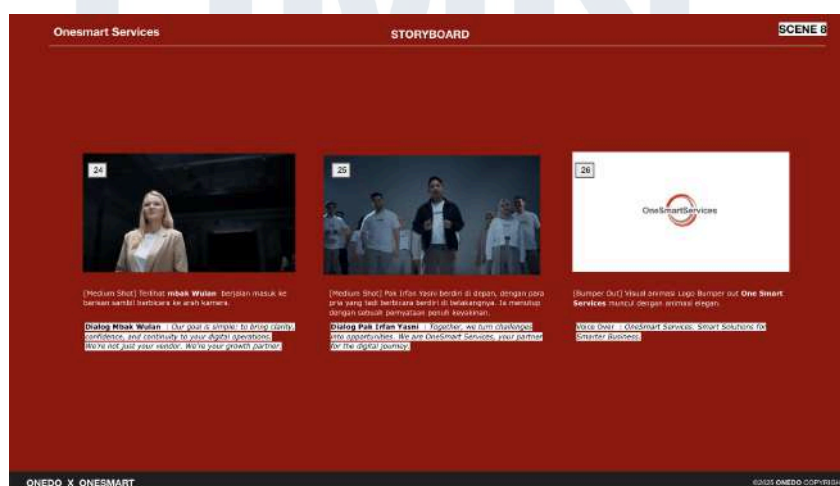 Onesmart Services
STORYBOARD
SCENE 8
24
[Medium Shot] Terlihat mbak Wulan berjalan masuk ke
barisan sambil berbicara ke arah kamera.
Dialog Mbak Wulan : Our goal is simple: to bring clarity,
confidence, and continuity to your digital operations.
We're not just your vendor. We're your growth partner.
25
[Medium Shot] Pak Irfan Yasni berdiri di depan, dengan para
pria yang tadi berbicara berdiri di belakangnya. Ia menutup
dengan sebuah pernyataan penuh keyakinan.
Dialog Pak Irfan Yasni : Together, we turn challenges
into opportunities. We are OneSmart Services, your partner
for the digital journey.
26
OneSmartServices
[Bumper Out] Visual animasi Logo Bumper out One Smart
Services muncul dengan animasi elegan.
Voice Over : OneSmart Services: Smart Solutions for
Smarter Business.
ONEDO X ONESMART
©2025 ONEDO COPYRIGH